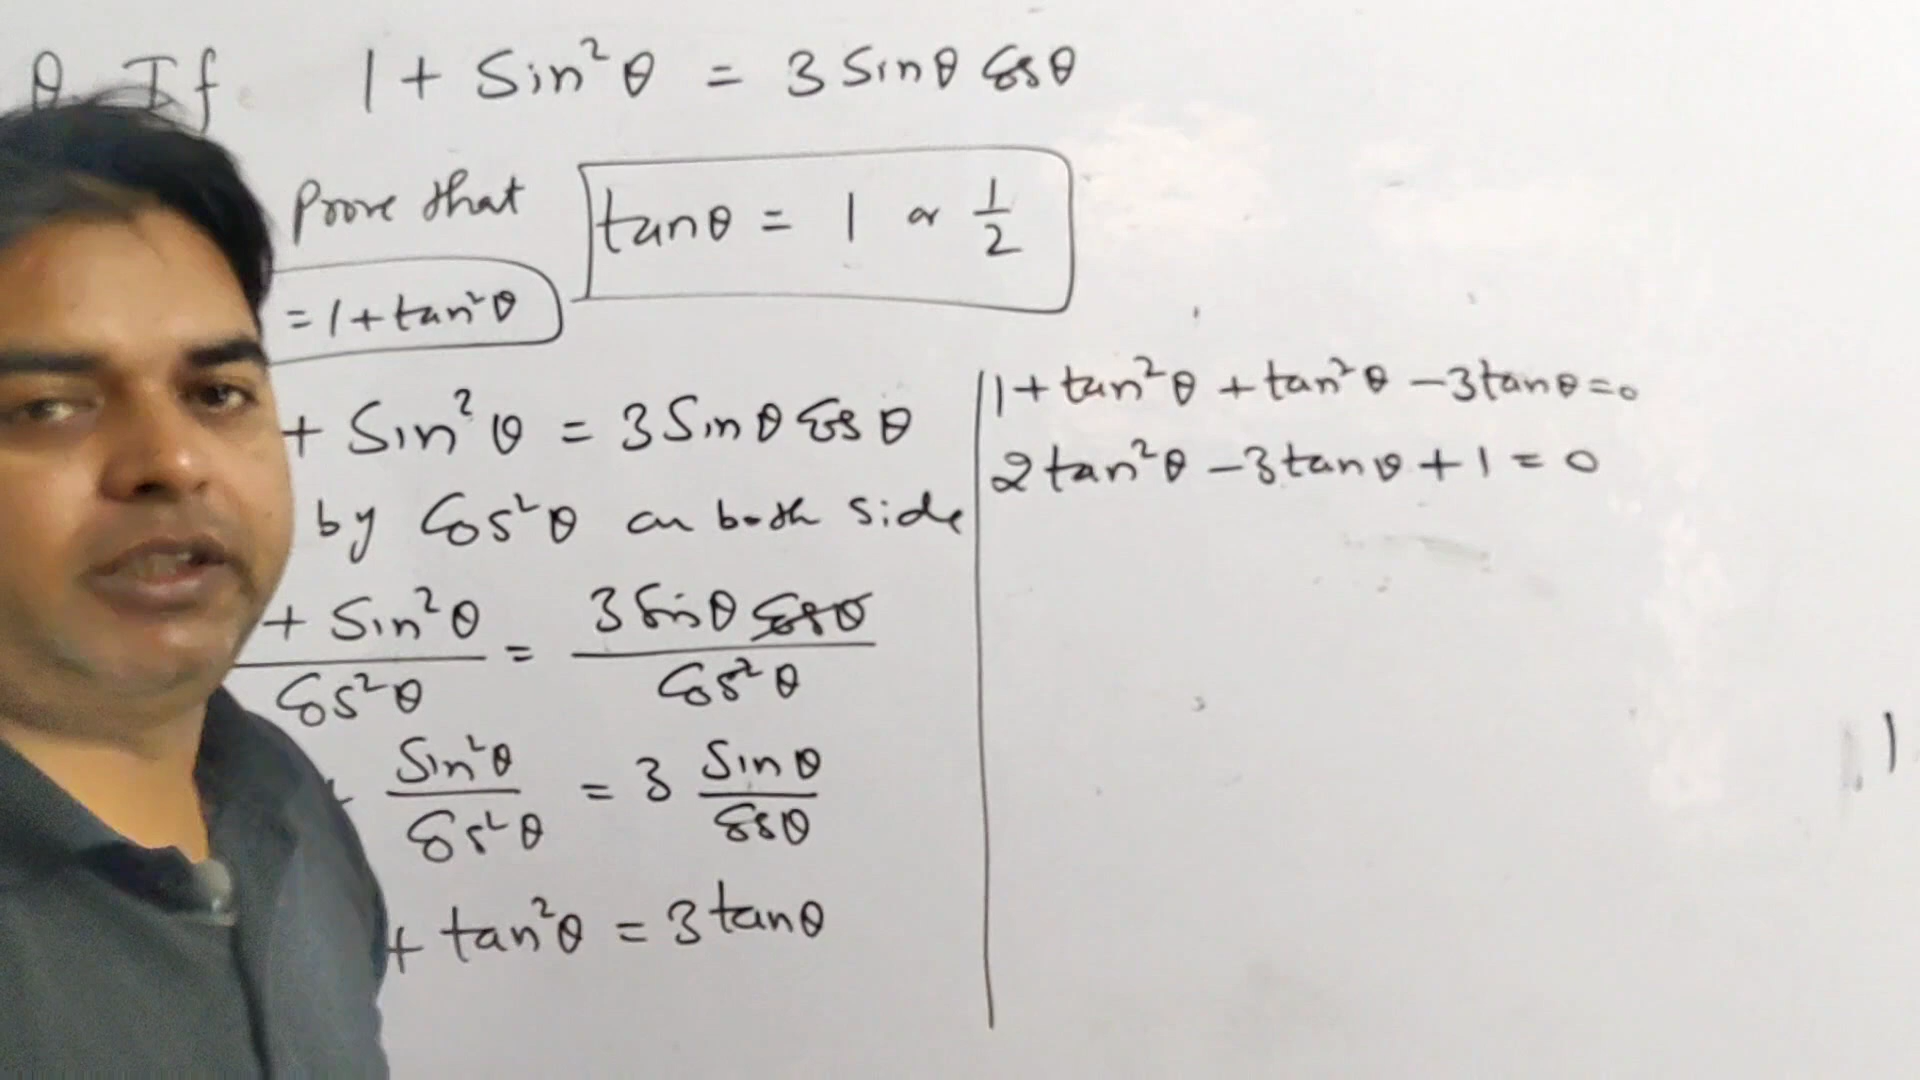 Q. If 1 + Sin²θ = 3 Sinθ Cosθ
Prove that tanθ = 1 or 1/2
= 1 + tan²θ
+ Sin²θ = 3 Sinθ Cosθ
by Cos²θ on both side
+ Sin²θ / Cos²θ = 3 Sinθ Cosθ / Cos²θ
Sin²θ / Cos²θ = 3 Sinθ / Cosθ
+ tan²θ = 3 tanθ
1 + tan²θ + tan²θ - 3tanθ = 0
2tan²θ - 3tanθ + 1 = 0